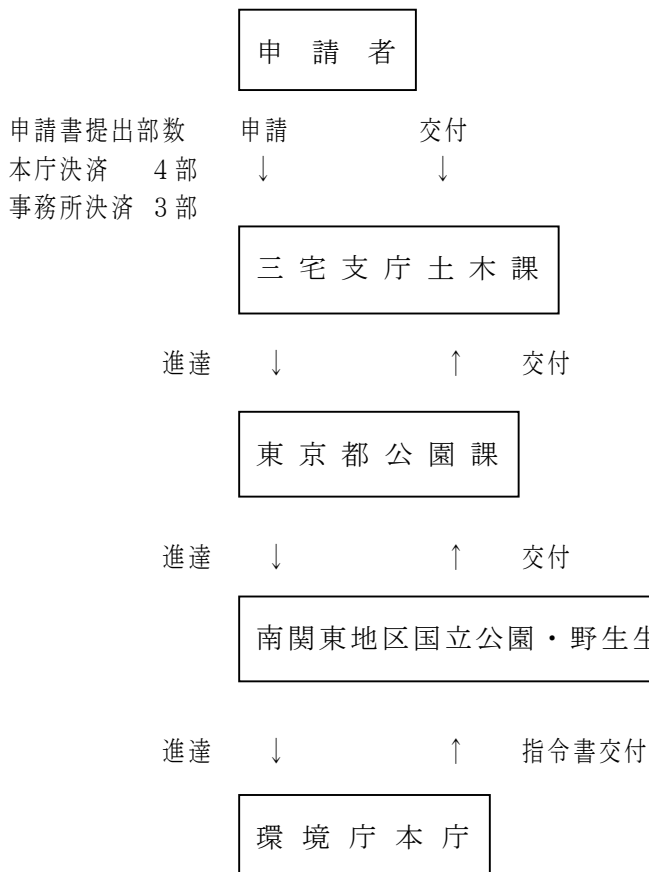 申 請 者
申請書提出部数 申請 交付
本庁決済 4部 ↓ ↓
事務所決済 3部
三宅支庁土木課
進達 ↓ ↑ 交付
東京都公園課
進達 ↓ ↑ 交付
南関東地区国立公園・野生生
進達 ↓ ↑ 指令書交付
環境庁本庁